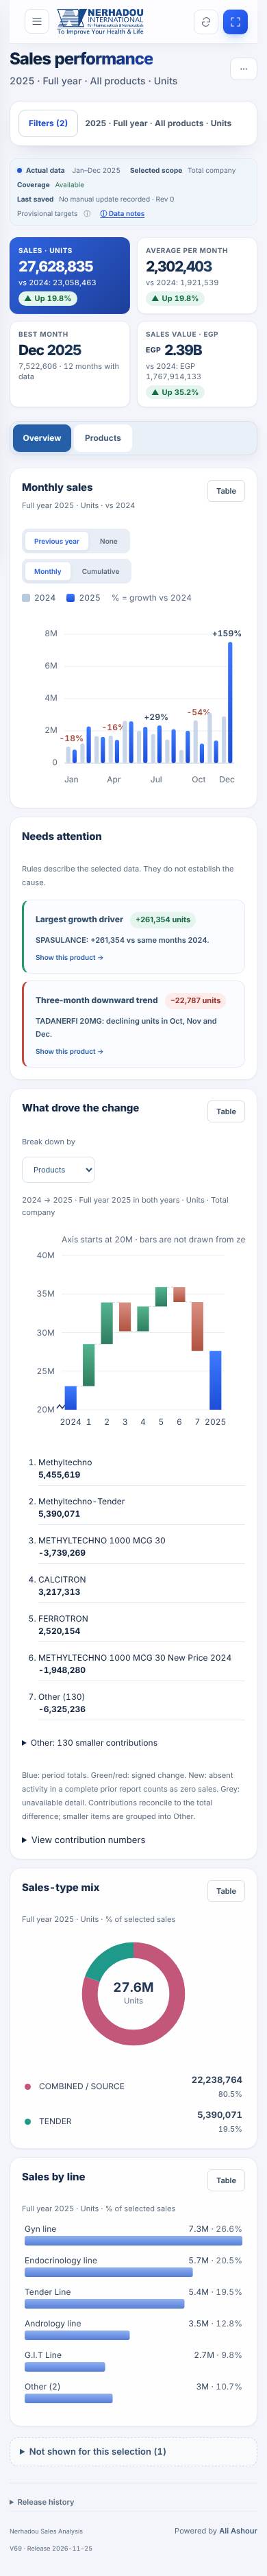 NERHADOU
INTERNATIONAL
To Improve Your Health & Life
Sales performance
2025 · Full year · All products · Units
...
Filters (2)
2025 · Full year · All products · Units
Actual data Jan–Dec 2025 Selected scope Total company
Coverage Available
Last saved No manual update recorded · Rev 0
Provisional targets ⓘ ⓘ Data notes
SALES · UNITS
27,628,835
vs 2024: 23,058,463
▲ Up 19.8%
AVERAGE PER MONTH
2,302,403
vs 2024: 1,921,539
▲ Up 19.8%
BEST MONTH
Dec 2025
7,522,606 · 12 months with
data
SALES VALUE · EGP
EGP 2.39B
vs 2024: EGP
1,767,914,133
▲ Up 35.2%
Overview
Products
Monthly sales
Table
Full year 2025 · Units · vs 2024
Previous year None
Monthly Cumulative
2024 2025 % = growth vs 2024
8M
6M
4M
2M
0
-18%
-16%
+29%
-54%
+159%
Jan Apr Jul Oct Dec
Needs attention
Rules describe the selected data. They do not establish the
cause.
Largest growth driver +261,354 units
SPASULANCE: +261,354 vs same months 2024.
Show this product →
Three-month downward trend −22,787 units
TADANERFI 20MG: declining units in Oct, Nov and
Dec.
Show this product →
What drove the change
Table
Break down by
Products
2024 → 2025 · Full year 2025 in both years · Units · Total
company
Axis starts at 20M · bars are not drawn from ze
40M
35M
30M
25M
20M
2024 1 2 3 4 5 6 7 2025
1. Methyltechno
5,455,619
2. Methyltechno-Tender
5,390,071
3. METHYLTECHNO 1000 MCG 30
-3,739,269
4. CALCITRON
3,217,313
5. FERROTRON
2,520,154
6. METHYLTECHNO 1000 MCG 30 New Price 2024
-1,948,280
7. Other (130)
-6,325,236
▶ Other: 130 smaller contributions
Blue: period totals. Green/red: signed change. New: absent
activity in a complete prior report counts as zero sales. Grey:
unavailable detail. Contributions reconcile to the total
difference; smaller items are grouped into Other.
▶ View contribution numbers
Sales-type mix
Table
Full year 2025 · Units · % of selected sales
27.6M
Units
COMBINED / SOURCE 22,238,764
80.5%
TENDER 5,390,071
19.5%
Sales by line
Table
Full year 2025 · Units · % of selected sales
Gyn line 7.3M · 26.6%
Endocrinology line 5.7M · 20.5%
Tender Line 5.4M · 19.5%
Andrology line 3.5M · 12.8%
G.I.T Line 2.7M · 9.8%
Other (2) 3M · 10.7%
▶ Not shown for this selection (1)
▶ Release history
Nerhadou Sales Analysis
Powered by Ali Ashour
V69 · Release 2026-11-25